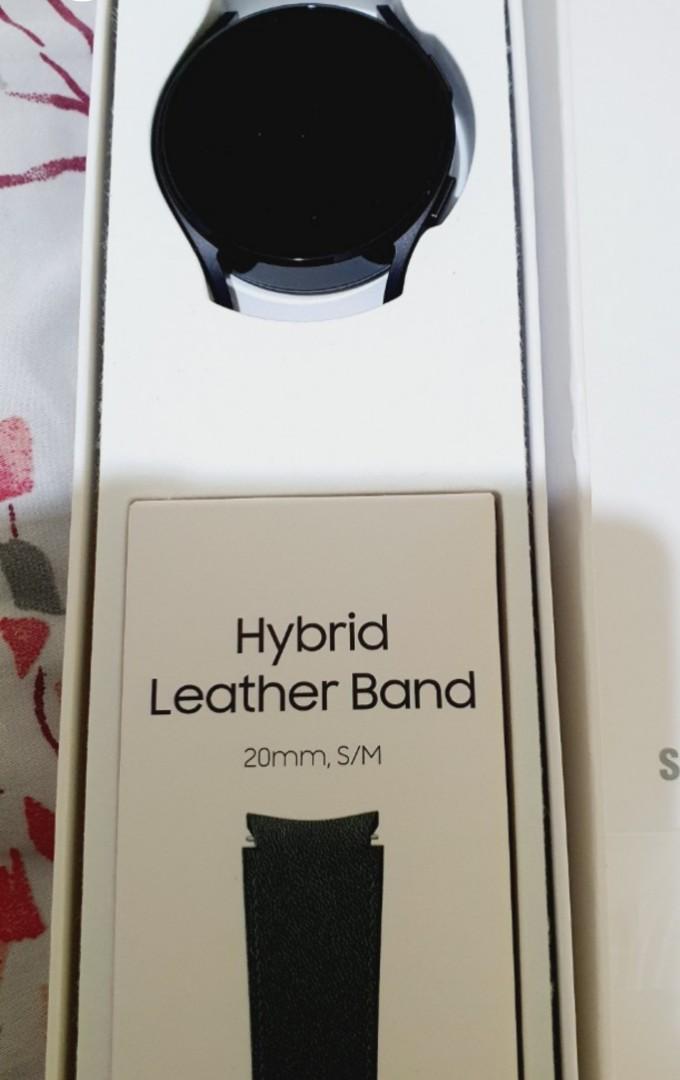 Hybrid
Leather Band
20mm, S/M
S